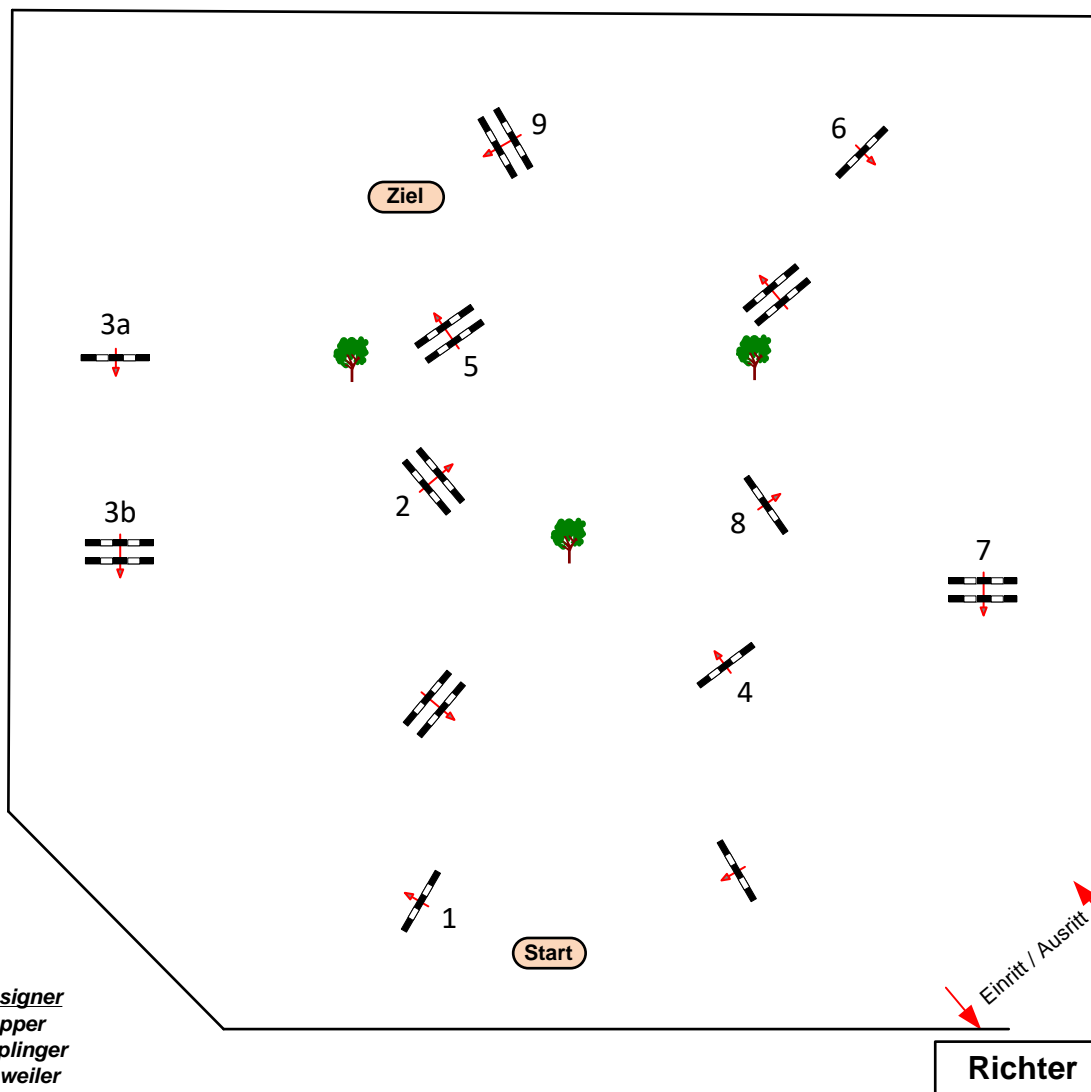 9
6
Ziel
3a
5
2
3b
8
7
4
1
Start
Einritt / Ausritt
signer
pper
plinger
weiler
Richter